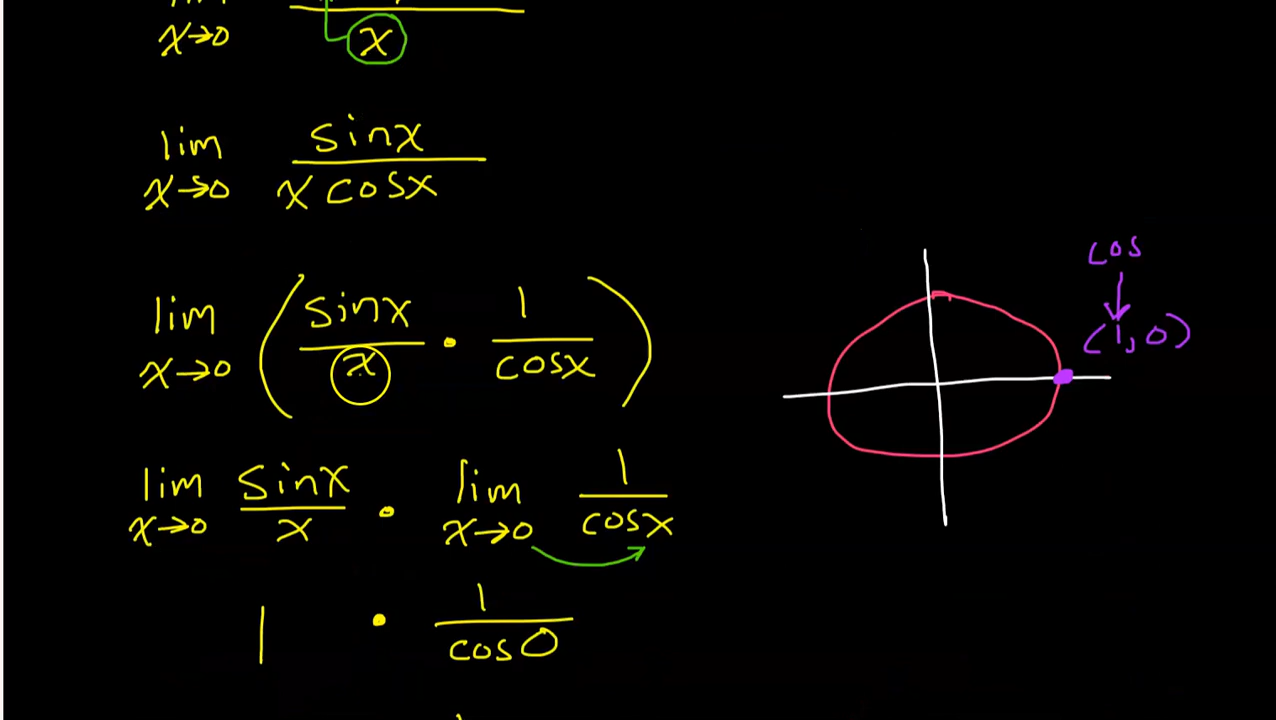 x→0 x
lim sinx
x→0 x cosx
lim ( sinx/x · 1/cosx )
x→0
lim sinx/x · lim 1/cosx
x→0 x→0
1 · 1/cos0
cos
(1,0)